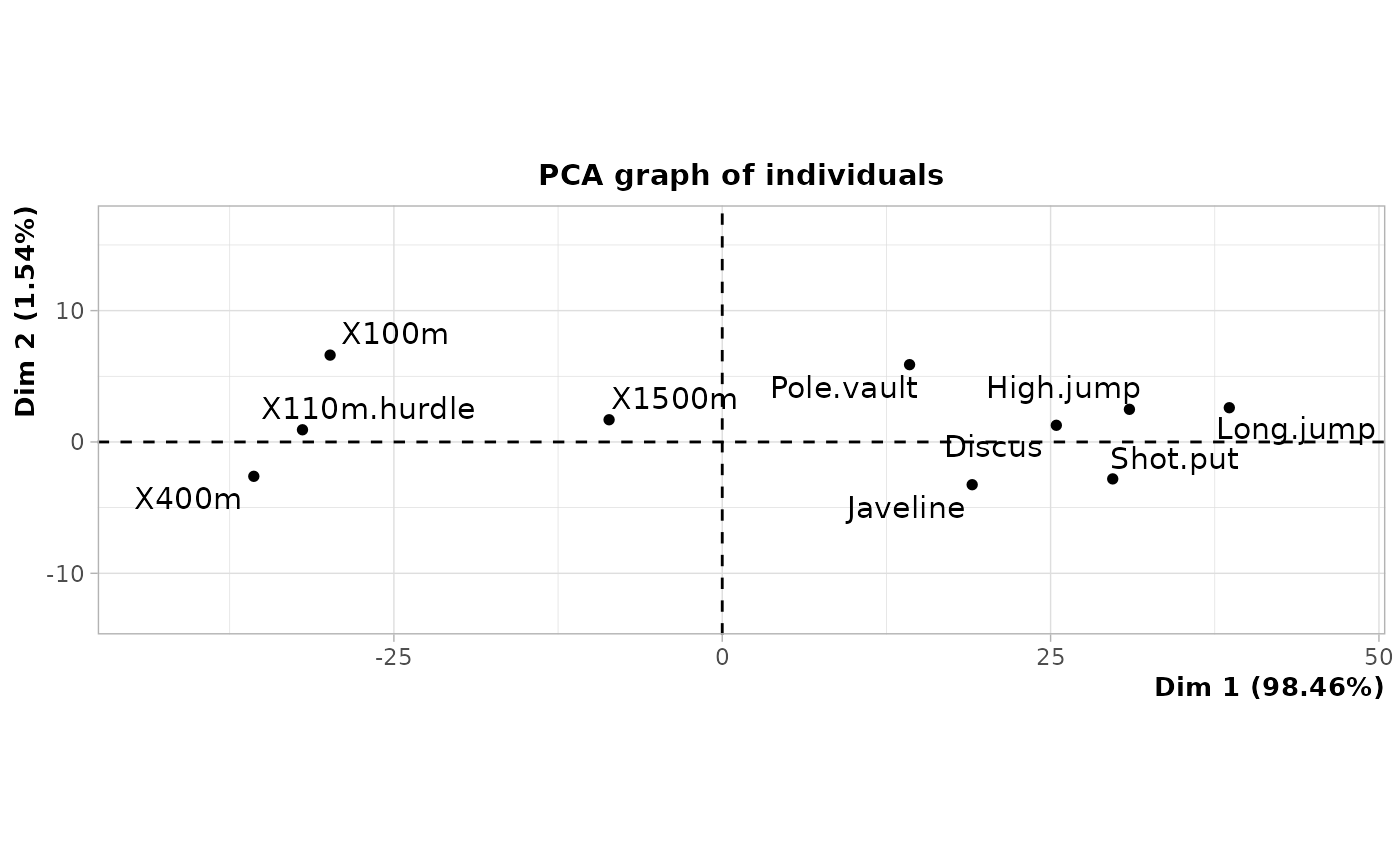 PCA graph of individuals
Dim 2 (1.54%)
10
0
-10
X100m
X110m.hurdle
X1500m
X400m
Pole.vault
High.jump
Long.jump
Discus
Shot.put
Javeline
-25
0
25
50
Dim 1 (98.46%)